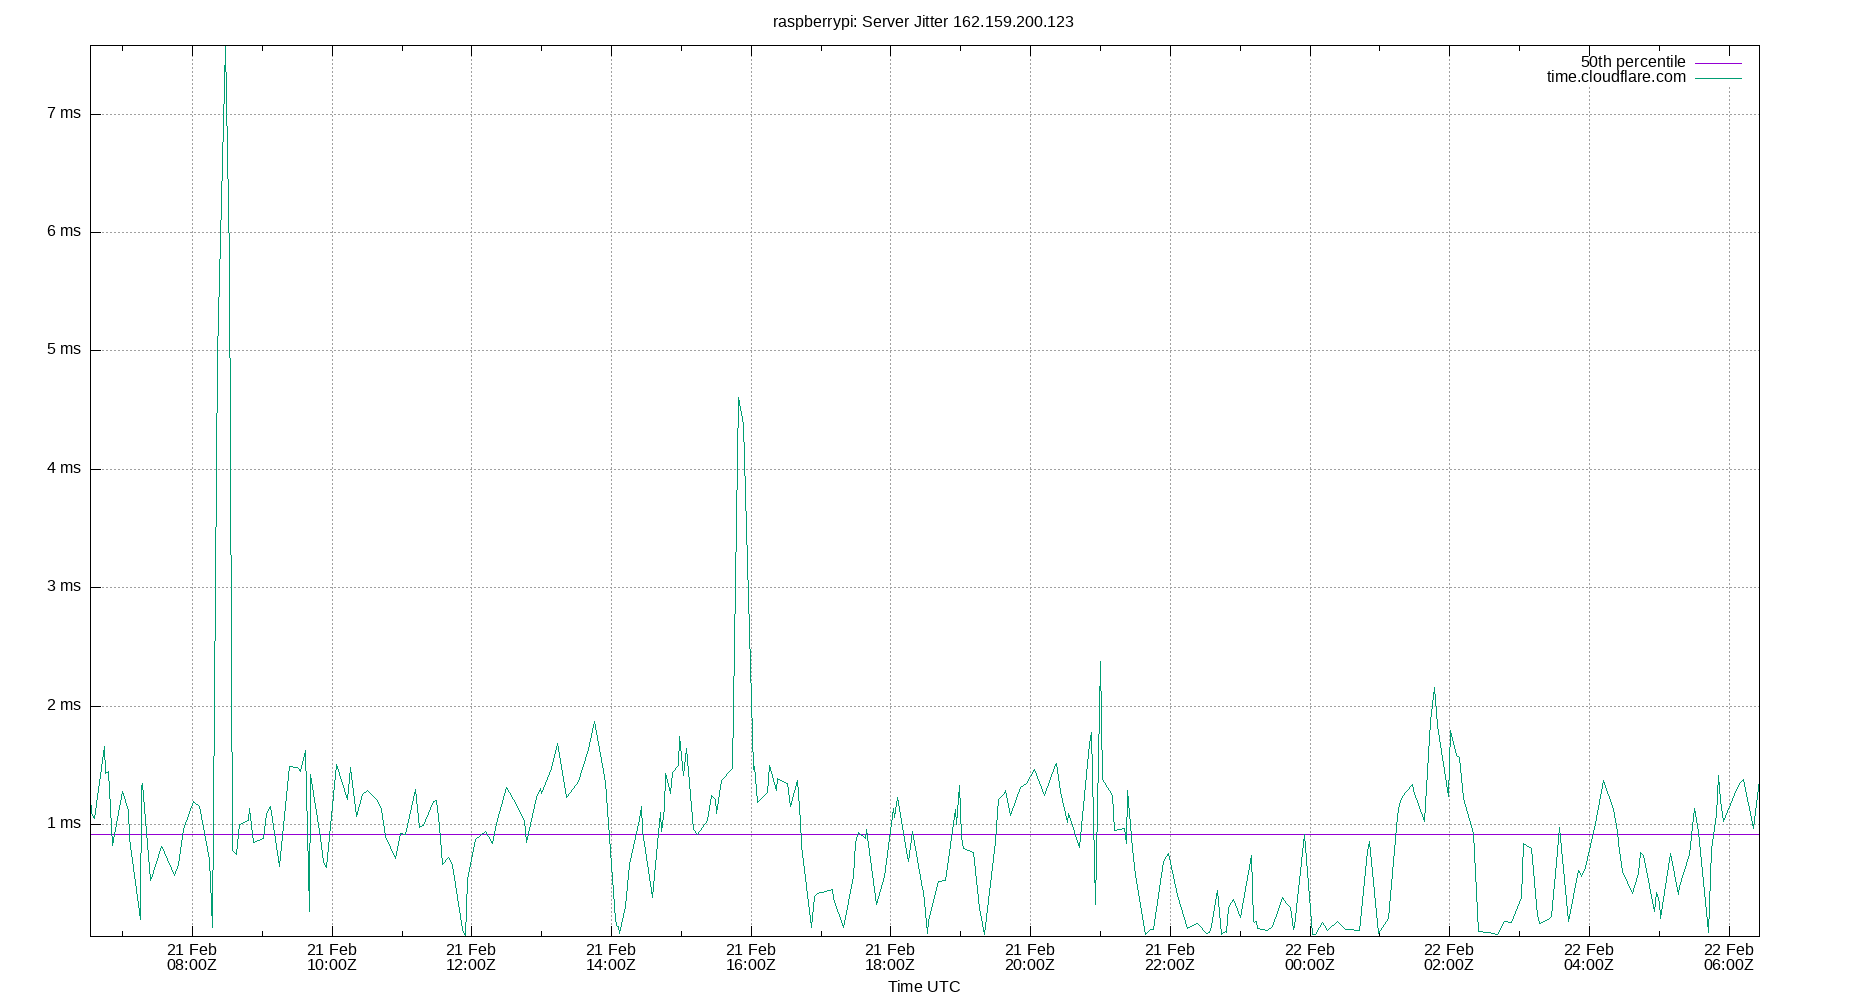 raspberrypi: Server Jitter 162.159.200.123
50th percentile
time.cloudflare.com
7 ms
6 ms
5 ms
4 ms
3 ms
2 ms
1 ms
21 Feb 21 Feb 21 Feb 21 Feb 21 Feb 21 Feb 21 Feb 21 Feb 22 Feb 22 Feb 22 Feb 22 Feb
08:00Z 10:00Z 12:00Z 14:00Z 16:00Z 18:00Z 20:00Z 22:00Z 00:00Z 02:00Z 04:00Z 06:00Z
Time UTC